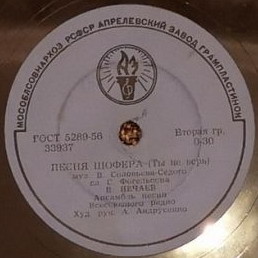 МОСОБЛСОВНАРХОЗ РСФСР АПРЕЛЕВСКИЙ ЗАВОД ГРАМПЛАСТИНОК
ГОСТ 5289-56
33937
Вторая гр.
0-30
ПЕСНЯ ШОФЕРА (Ты не верь)
муз. В. Соловьева-Седого
сл. С. Фогельсона
В. НЕЧАЕВ
Ансамбль песни
Всесоюзного Радио
Худ. рук. А. Андрусенко